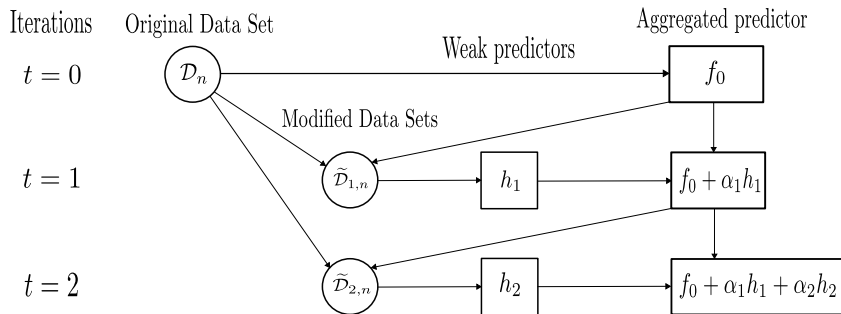 Iterations Original Data Set Aggregated predictor
Weak predictors
t = 0 𝒟ₙ f₀
Modified Data Sets
t = 1 𝒟̃₁,ₙ h₁ f₀ + α₁h₁
t = 2 𝒟̃₂,ₙ h₂ f₀ + α₁h₁ + α₂h₂